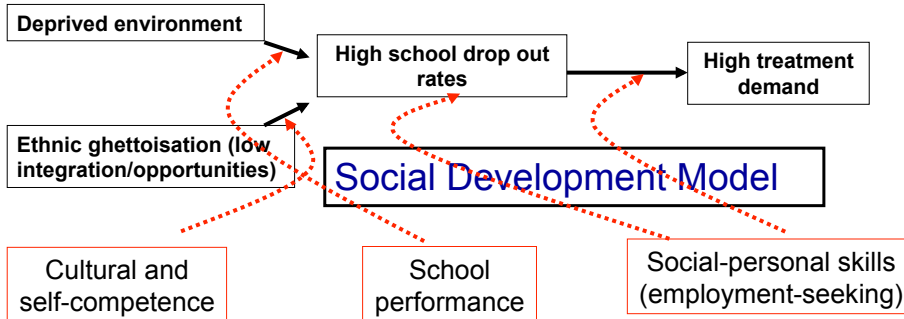 Deprived environment
High school drop out
rates
High treatment
demand
Ethnic ghettoisation (low
integration/opportunities)
Social Development Model
Cultural and
self-competence
School
performance
Social-personal skills
(employment-seeking)